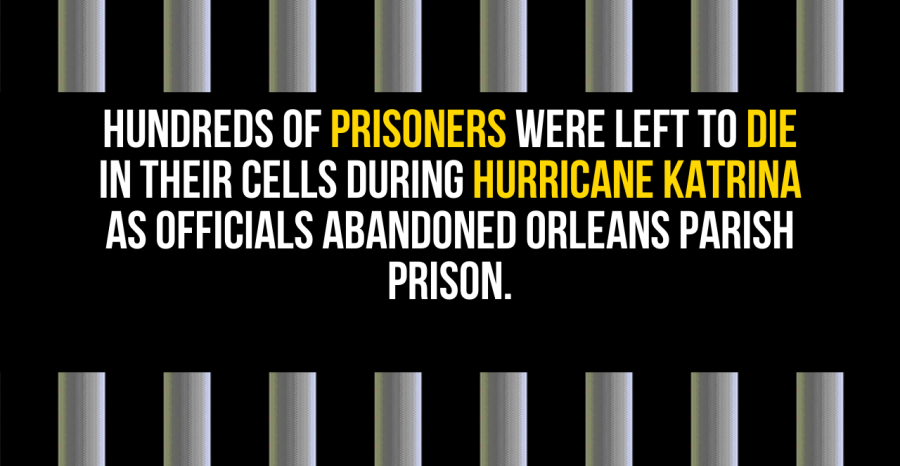 HUNDREDS OF PRISONERS WERE LEFT TO DIE
IN THEIR CELLS DURING HURRICANE KATRINA
AS OFFICIALS ABANDONED ORLEANS PARISH
PRISON.